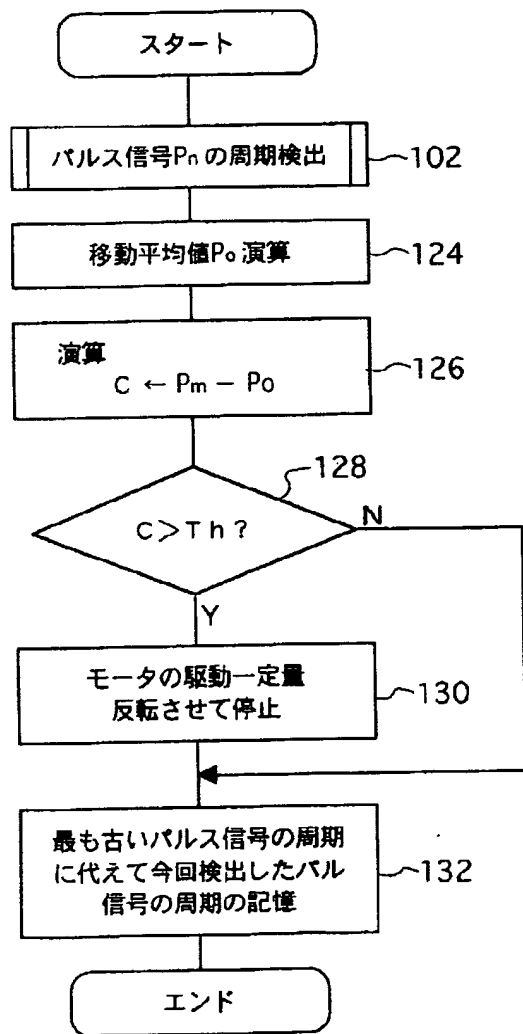 スタート
パルス信号Pnの周期検出
102
移動平均値Po演算
124
演算
C ← Pm − Po
126
128
C>Th?
N
Y
モータの駆動一定量
反転させて停止
130
最も古いパルス信号の周期
に代えて今回検出したパル
信号の周期の記憶
132
エンド